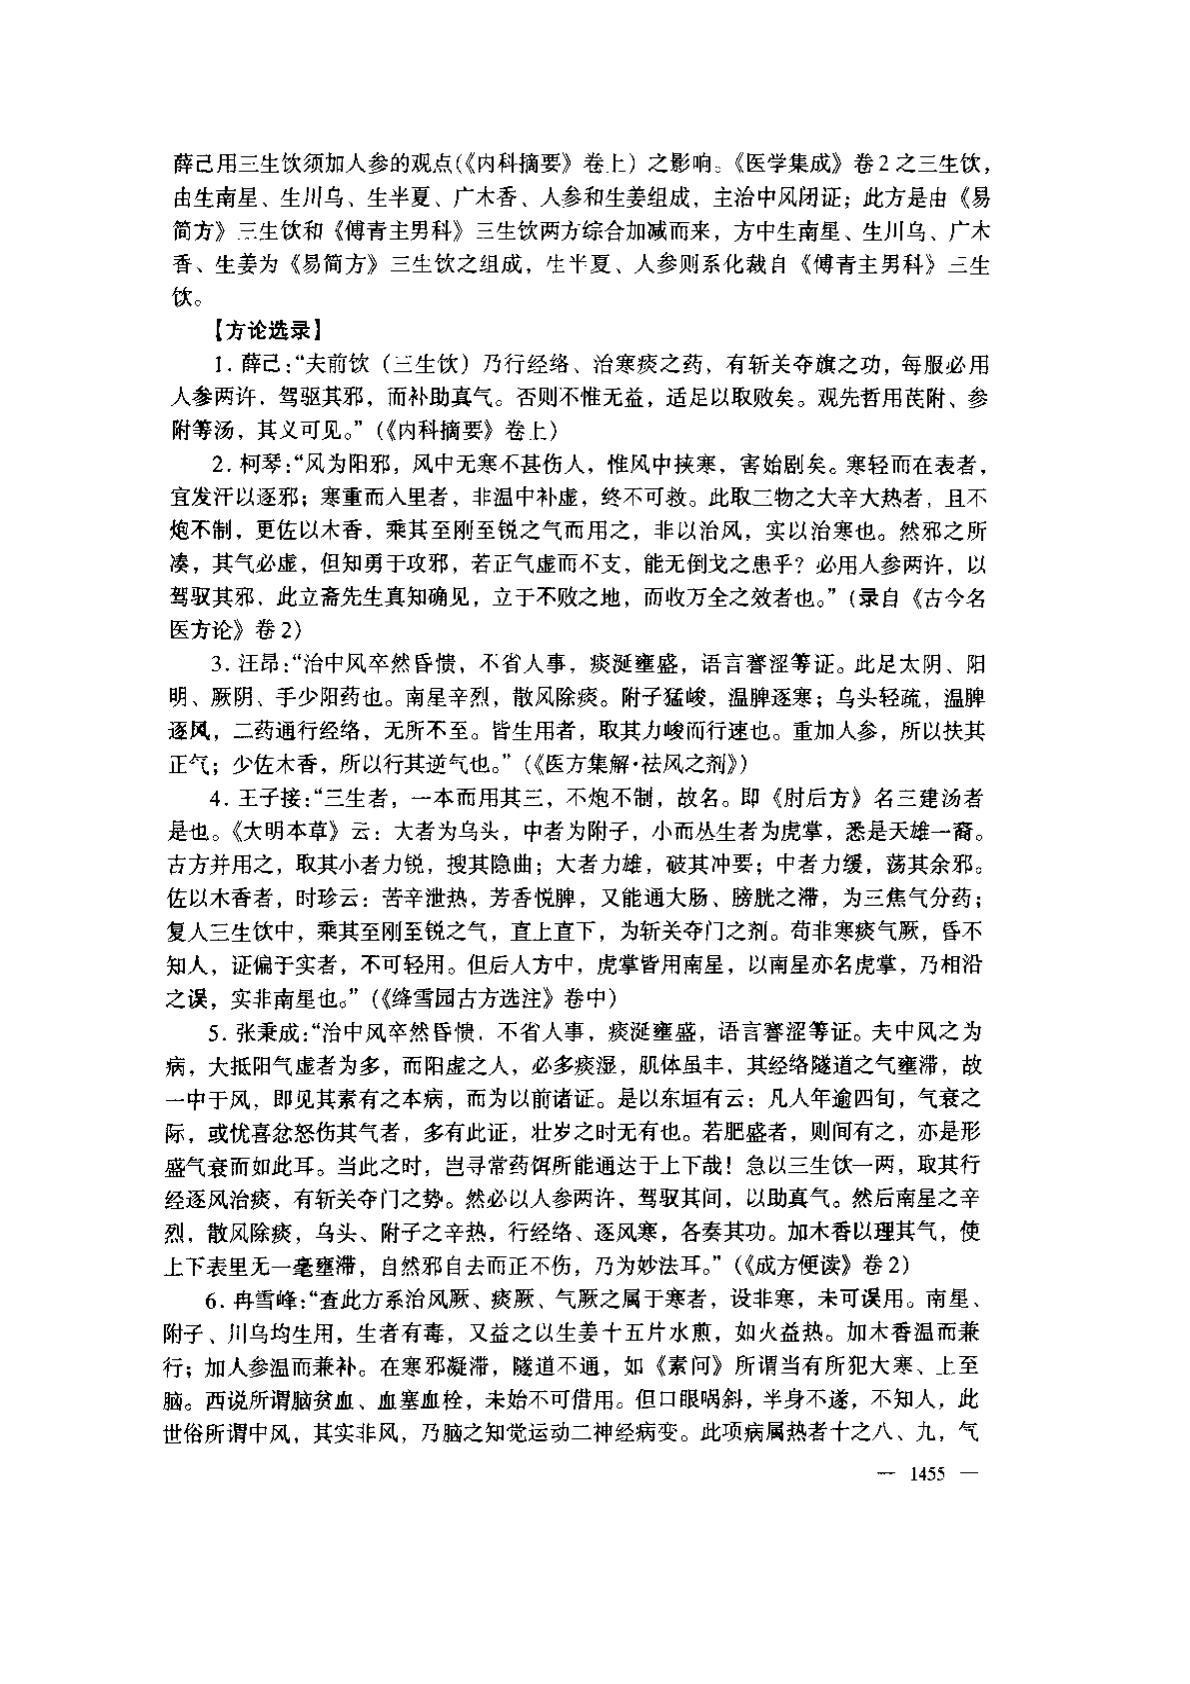 薛己用三生饮须加人参的观点(《内科摘要》卷上）之影响。《医学集成》卷2之三生饮，
由生南星、生川乌、生半夏、广木香、人参和生姜组成，主治中风闭证；此方是由《易
简方》三生饮和《傅青主男科》三生饮两方综合加减而来，方中生南星、生川乌、广木
香、生姜为《易简方》三生饮之组成，生半夏、人参则系化裁自《傅青主男科》三生
饮。
【方论选录】
1. 薛己:“夫前饮（三生饮）乃行经络、治寒痰之药，有斩关夺旗之功，每服必用
人参两许，驾驱其邪，而补助真气。否则不惟无益，适足以取败矣。观先哲用芪附、参
附等汤，其义可见。”(《内科摘要》卷上)
2. 柯琴:“风为阳邪，风中无寒不甚伤人，惟风中挟寒，害始剧矣。寒轻而在表者，
宜发汗以逐邪；寒重而入里者，非温中补虚，终不可救。此取三物之大辛大热者，且不
炮不制，更佐以木香，乘其至刚至锐之气而用之，非以治风，实以治寒也。然邪之所
凑，其气必虚，但知勇于攻邪，若正气虚而不支，能无倒戈之患乎？必用人参两许，以
驾驭其邪，此立斋先生真知确见，立于不败之地，而收万全之效者也。”(录自《古今名
医方论》卷2)
3. 汪昂:“治中风卒然昏愦，不省人事，痰涎壅盛，语言謇涩等证。此足太阴、阳
明、厥阴、手少阳药也。南星辛烈，散风除痰。附子猛峻，温脾逐寒；乌头轻疏，温脾
逐风，二药通行经络，无所不至。皆生用者，取其力峻而行速也。重加人参，所以扶其
正气；少佐木香，所以行其逆气也。”(《医方集解·祛风之剂》)
4. 王子接:“三生者，一本而用其三，不炮不制，故名。即《肘后方》名三建汤者
是也。《大明本草》云：大者为乌头，中者为附子，小而丛生者为虎掌，悉是天雄一裔。
古方并用之，取其小者力锐，搜其隐曲；大者力雄，破其冲要；中者力缓，荡其余邪。
佐以木香者，时珍云：苦辛泄热，芳香悦脾，又能通大肠、膀胱之滞，为三焦气分药；
复人三生饮中，乘其至刚至锐之气，直上直下，为斩关夺门之剂。苟非寒痰气厥，昏不
知人，证偏于实者，不可轻用。但后人方中，虎掌皆用南星，以南星亦名虎掌，乃相沿
之误，实非南星也。”(《绛雪园古方选注》卷中)
5. 张秉成:“治中风卒然昏愦，不省人事，痰涎壅盛，语言謇涩等证。夫中风之为
病，大抵阳气虚者为多，而阳虚之人，必多痰湿，肌体虽丰，其经络隧道之气壅滞，故
一中于风，即见其素有之本病，而为以前诸证。是以东垣有云：凡人年逾四旬，气衰之
际，或忧喜忿怒伤其气者，多有此证，壮岁之时无有也。若肥盛者，则间有之，亦是形
盛气衰而如此耳。当此之时，岂寻常药饵所能通达于上下哉！急以三生饮一两，取其行
经逐风治痰，有斩关夺门之势。然必以人参两许，驾驭其间，以助真气。然后南星之辛
烈，散风除痰，乌头、附子之辛热，行经络、逐风寒，各奏其功。加木香以理其气，使
上下表里无一毫壅滞，自然邪自去而正不伤，乃为妙法耳。”(《成方便读》卷2)
6. 冉雪峰:“查此方系治风厥、痰厥、气厥之属于寒者，设非寒，未可误用。南星、
附子、川乌均生用，生者有毒，又益之以生姜十五片水煎，如火益热。加木香温而兼
行；加人参温而兼补。在寒邪凝滞，隧道不通，如《素问》所谓当有所犯大寒、上至
脑。西说所谓脑贫血、血塞血栓，未始不可借用。但口眼㖞斜，半身不遂，不知人，此
世俗所谓中风，其实非风，乃脑之知觉运动二神经病变。此项病属热者十之八、九，气
— 1455 —